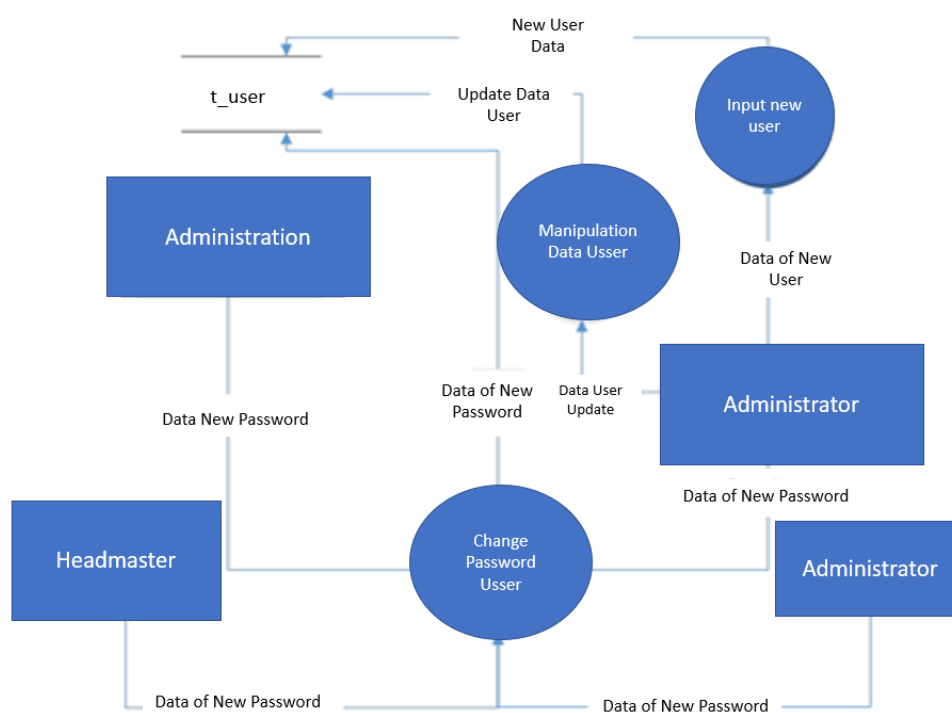 New User
Data
t_user
Update Data
User
Input new
user
Administration
Manipulation
Data Usser
Data of New
User
Data New Password
Data of New
Password
Data User
Update
Administrator
Data of New Password
Headmaster
Change
Password
Usser
Administrator
Data of New Password
Data of New Password